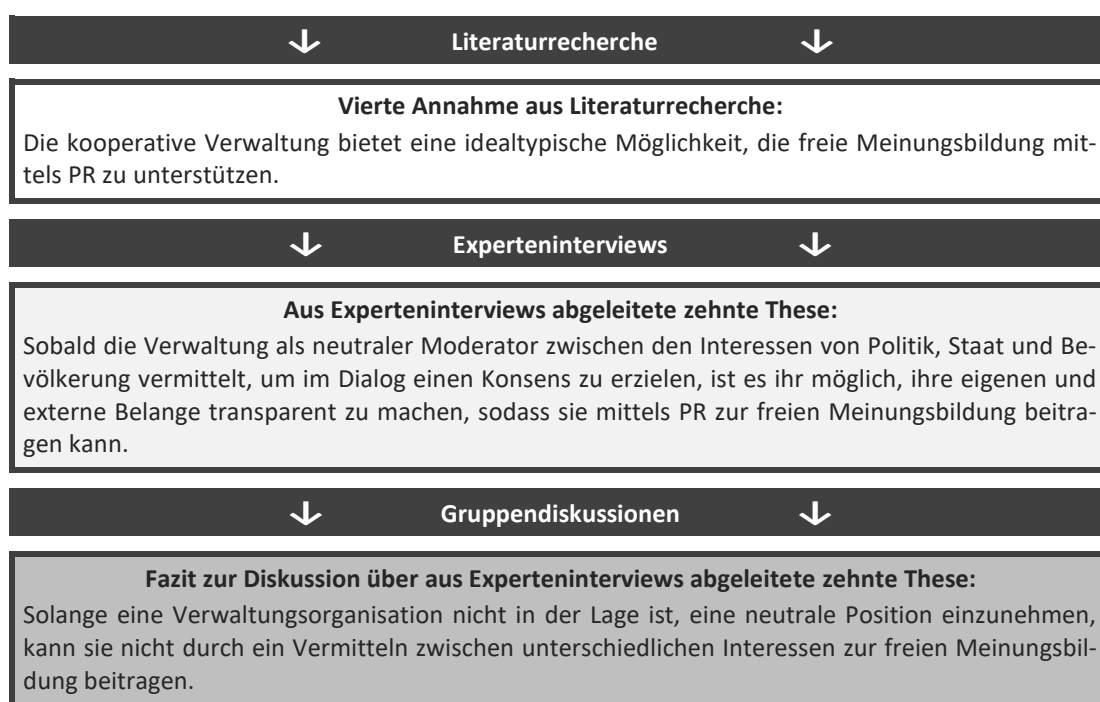 Literaturrecherche
Vierte Annahme aus Literaturrecherche:
Die kooperative Verwaltung bietet eine idealtypische Möglichkeit, die freie Meinungsbildung mit-
tels PR zu unterstützen.
Experteninterviews
Aus Experteninterviews abgeleitete zehnte These:
Sobald die Verwaltung als neutraler Moderator zwischen den Interessen von Politik, Staat und Be-
völkerung vermittelt, um im Dialog einen Konsens zu erzielen, ist es ihr möglich, ihre eigenen und
externe Belange transparent zu machen, sodass sie mittels PR zur freien Meinungsbildung beitra-
gen kann.
Gruppendiskussionen
Fazit zur Diskussion über aus Experteninterviews abgeleitete zehnte These:
Solange eine Verwaltungsorganisation nicht in der Lage ist, eine neutrale Position einzunehmen,
kann sie nicht durch ein Vermitteln zwischen unterschiedlichen Interessen zur freien Meinungsbil-
dung beitragen.